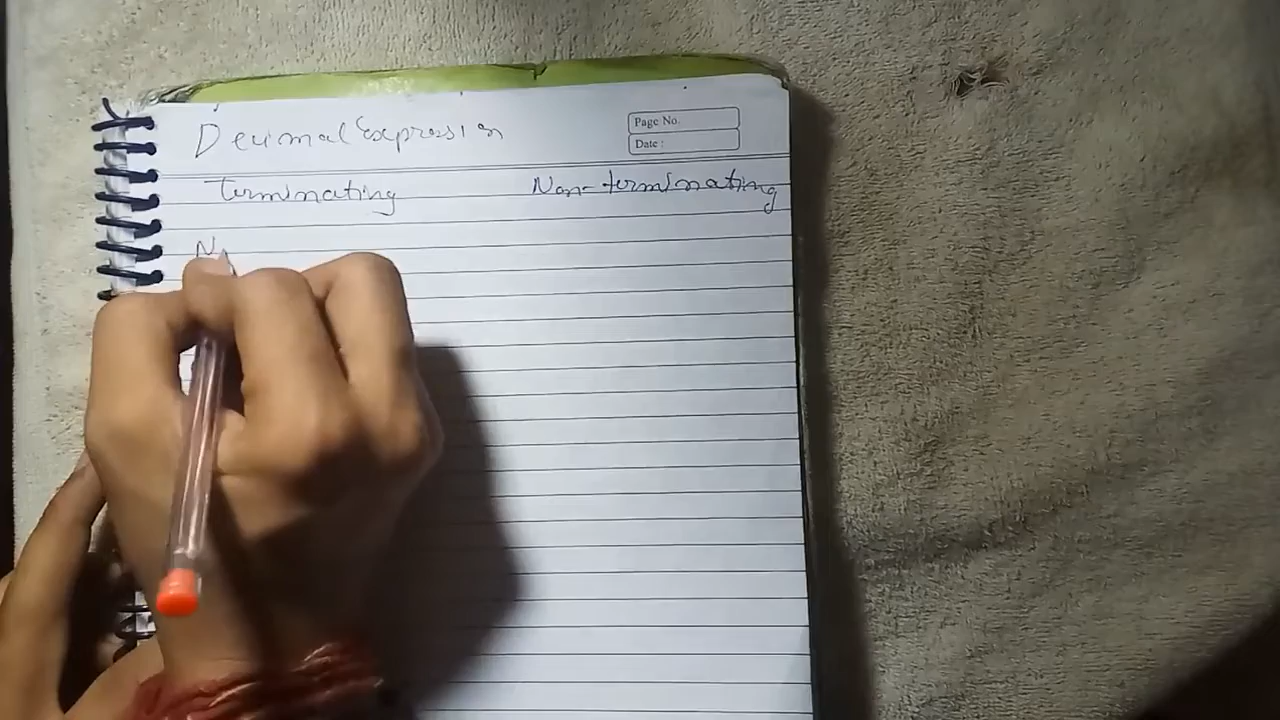 Decimal Expression
Page No.
Date :
Terminating Non-terminating
N